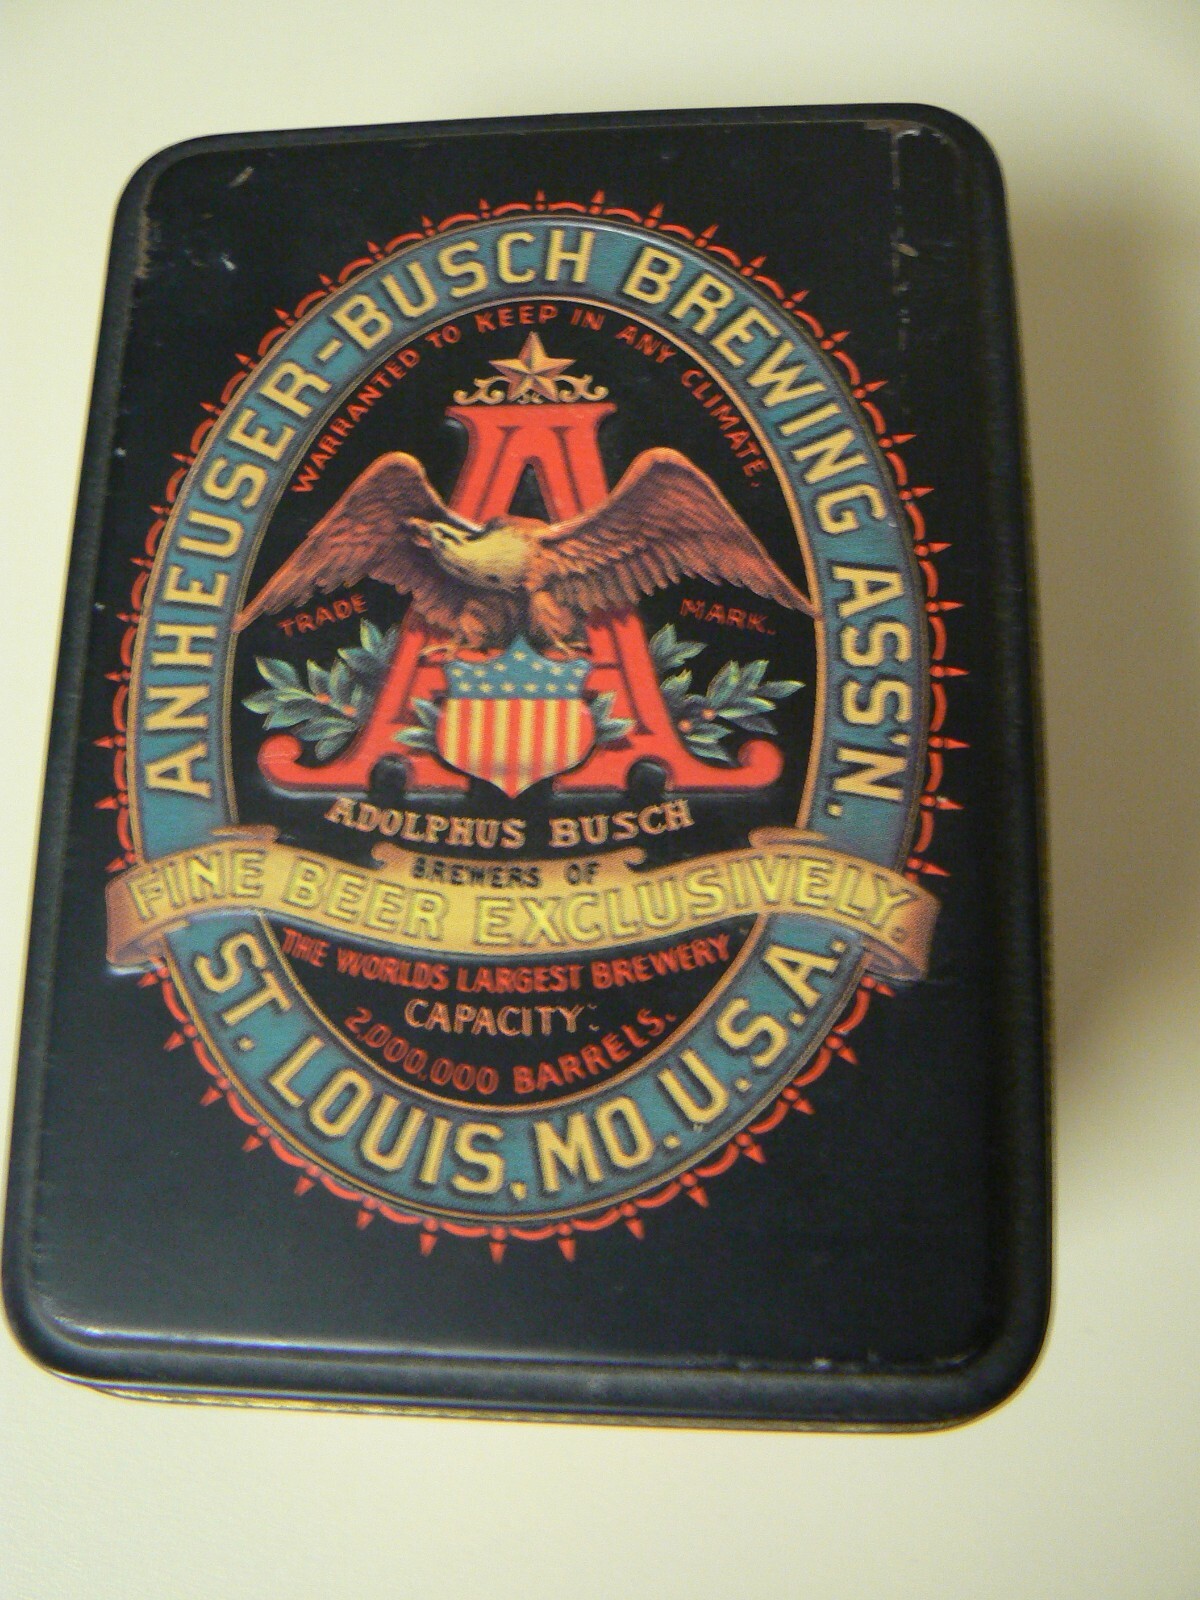 ANHEUSER-BUSCH BREWING ASS'N.
WARRANTED TO KEEP IN ANY CLIMATE.
TRADE MARK.
ADOLPHUS BUSCH
BREWERS OF
FINE BEER EXCLUSIVELY.
THE WORLDS LARGEST BREWERY
CAPACITY:
2,000,000 BARRELS.
ST. LOUIS, MO. U.S.A.